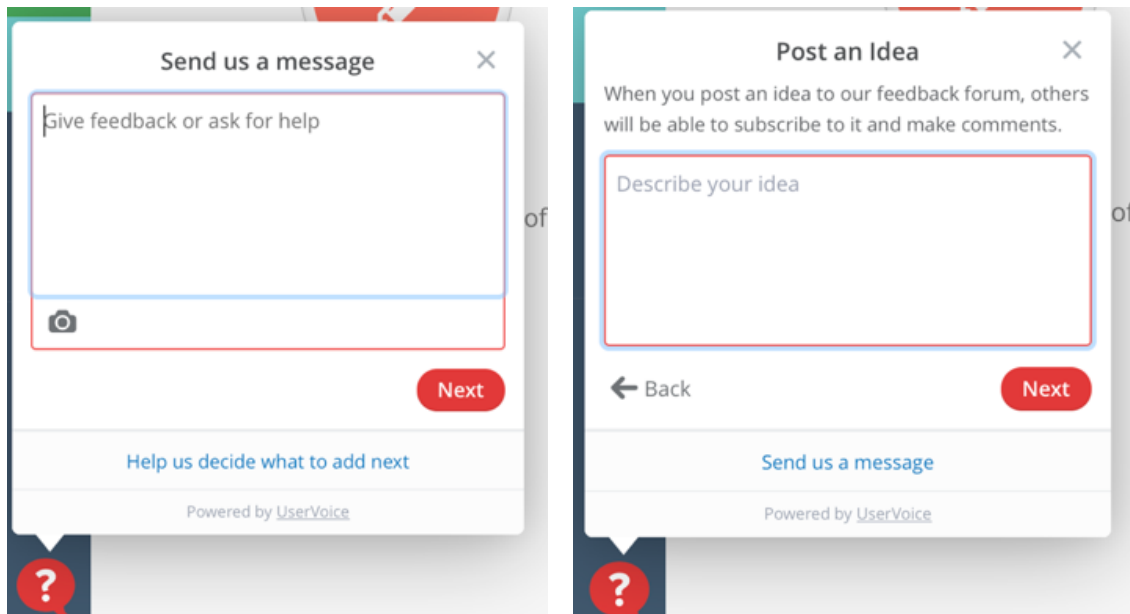 Send us a message
Give feedback or ask for help
of
Next
Help us decide what to add next
Powered by UserVoice
?
Post an Idea
When you post an idea to our feedback forum, others
will be able to subscribe to it and make comments.
Describe your idea
of
Back
Next
Send us a message
Powered by UserVoice
?